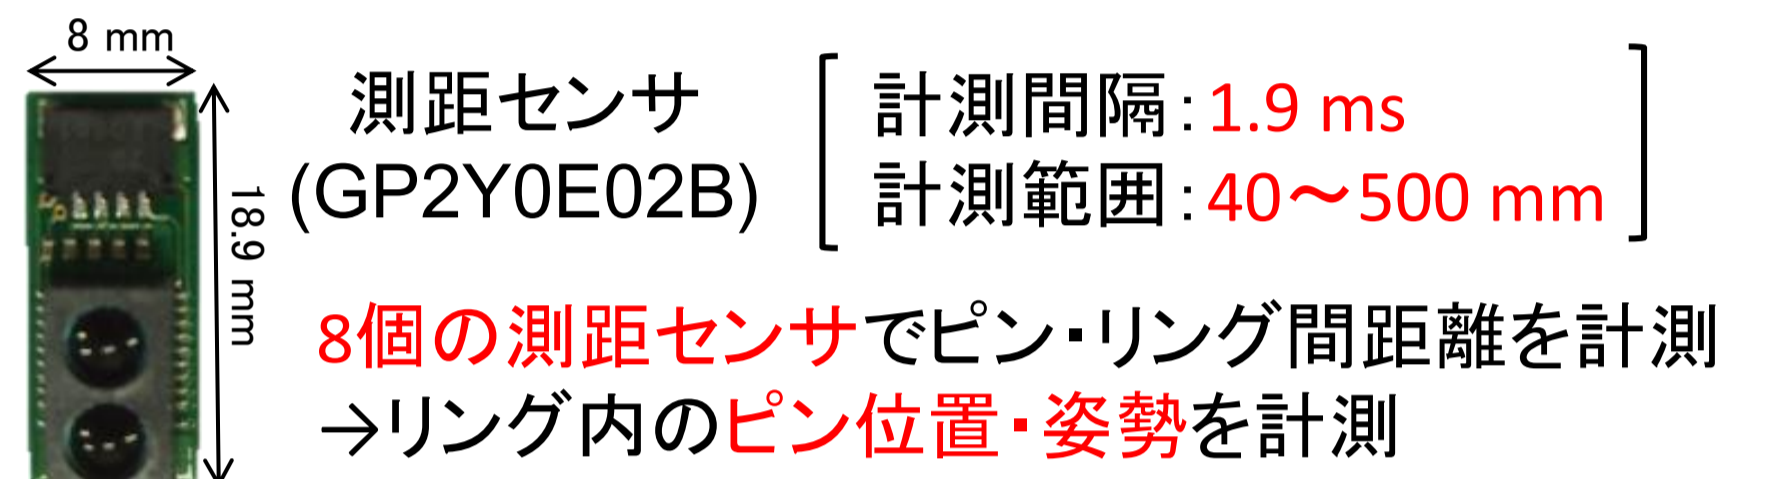 8 mm
18.9 mm
測距センサ
(GP2Y0E02B)
計測間隔:1.9 ms
計測範囲:40～500 mm
8個の測距センサでピン・リング間距離を計測
→リング内のピン位置・姿勢を計測